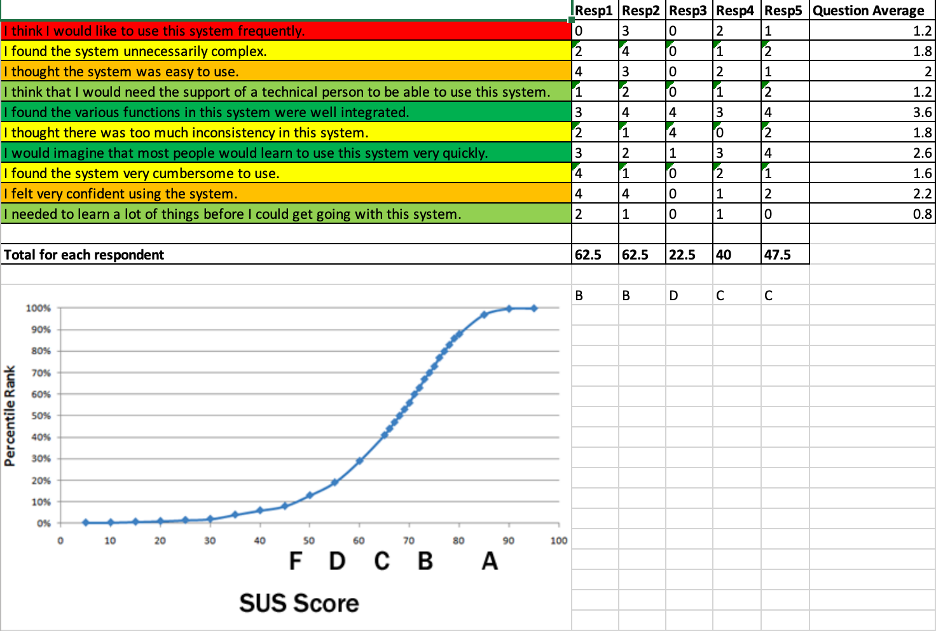 Resp1 Resp2 Resp3 Resp4 Resp5 Question Average
I think I would like to use this system frequently. 0 3 0 2 1 1.2
I found the system unnecessarily complex. 2 4 0 1 2 1.8
I thought the system was easy to use. 4 3 0 2 1 2
I think that I would need the support of a technical person to be able to use this system. 1 2 0 1 2 1.2
I found the various functions in this system were well integrated. 3 4 4 3 4 3.6
I thought there was too much inconsistency in this system. 2 1 4 0 2 1.8
I would imagine that most people would learn to use this system very quickly. 3 2 1 3 4 2.6
I found the system very cumbersome to use. 4 1 0 2 1 1.6
I felt very confident using the system. 4 4 0 1 2 2.2
I needed to learn a lot of things before I could get going with this system. 2 1 0 1 0 0.8
Total for each respondent 62.5 62.5 22.5 40 47.5
B B D C C
Percentile Rank
100%
90%
80%
70%
60%
50%
40%
30%
20%
10%
0%
0 10 20 30 40 50 60 70 80 90 100
F D C B A
SUS Score